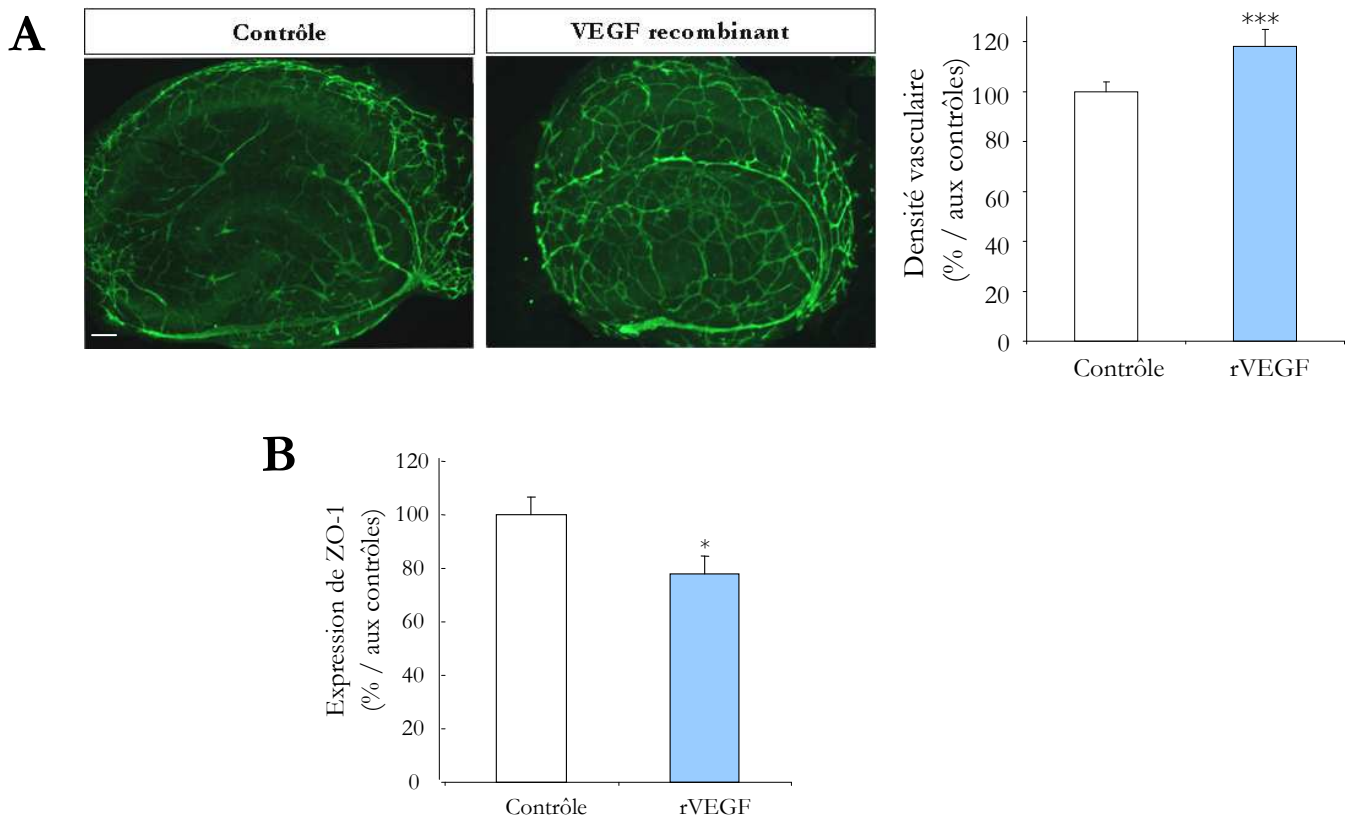 A
Contrôle
VEGF recombinant
Densité vasculaire
(% / aux contrôles)
120
100
80
60
40
20
0
***
Contrôle
rVEGF
B
Expression de ZO-1
(% / aux contrôles)
120
100
80
60
40
20
0
*
Contrôle
rVEGF